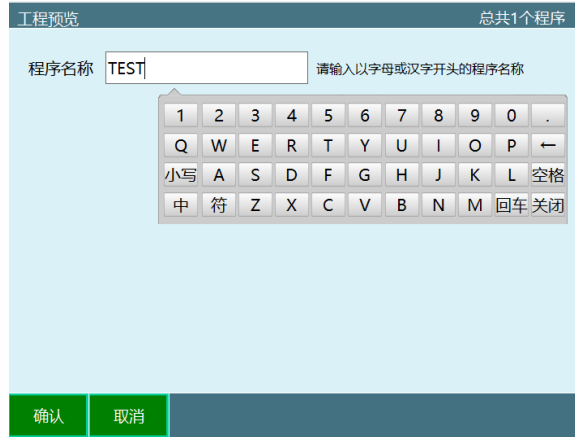 工程预览 总共1个程序
程序名称 TEST 请输入以字母或汉字开头的程序名称
1 2 3 4 5 6 7 8 9 0 .
Q W E R T Y U I O P ←
小写 A S D F G H J K L 空格
中 符 Z X C V B N M 回车 关闭
确认 取消